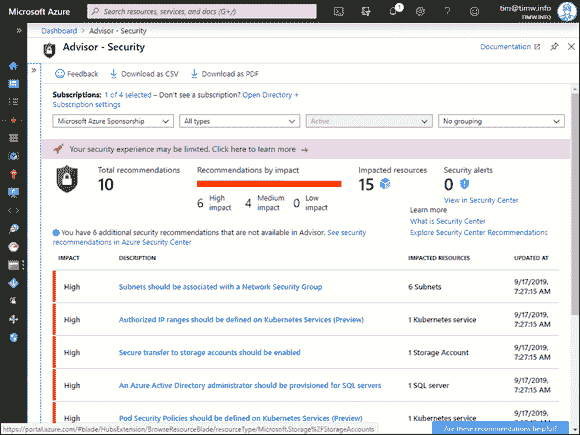 Microsoft Azure
Search resources, services, and docs (G+/)
1
tim@timw.info
TIMW.INFO
Dashboard > Advisor - Security
Advisor - Security
Documentation
Feedback
Download as CSV
Download as PDF
Subscriptions: 1 of 4 selected – Don't see a subscription? Open Directory +
Subscription settings
Microsoft Azure Sponsorship
All types
Active
No grouping
Your security experience may be limited. Click here to learn more →
Total recommendations
10
Recommendations by impact
6 High impact
4 Medium impact
0 Low impact
Impacted resources
15
Security alerts
0
View in Security Center
Learn more
What is Security Center
Explore Security Center Recommendations
You have 6 additional security recommendations that are not available in Advisor. See security
recommendations in Azure Security Center
IMPACT DESCRIPTION IMPACTED RESOURCES UPDATED AT
High Subnets should be associated with a Network Security Group 6 Subnets 9/17/2019, 7:27:15 AM
High Authorized IP ranges should be defined on Kubernetes Services (Preview) 1 Kubernetes service 9/17/2019, 7:27:15 AM
High Secure transfer to storage accounts should be enabled 1 Storage Account 9/17/2019, 7:27:15 AM
High An Azure Active Directory administrator should be provisioned for SQL servers 1 SQL server 9/17/2019, 7:27:15 AM
High Pod Security Policies should be defined on Kubernetes Services 1 Kubernetes service 9/17/2019,
https://portal.azure.com/#blade/HubsExtension/BrowseResourceBlade/resourceType/Microsoft.Storage%2FStorageAccounts
Are these recommendations helpful?